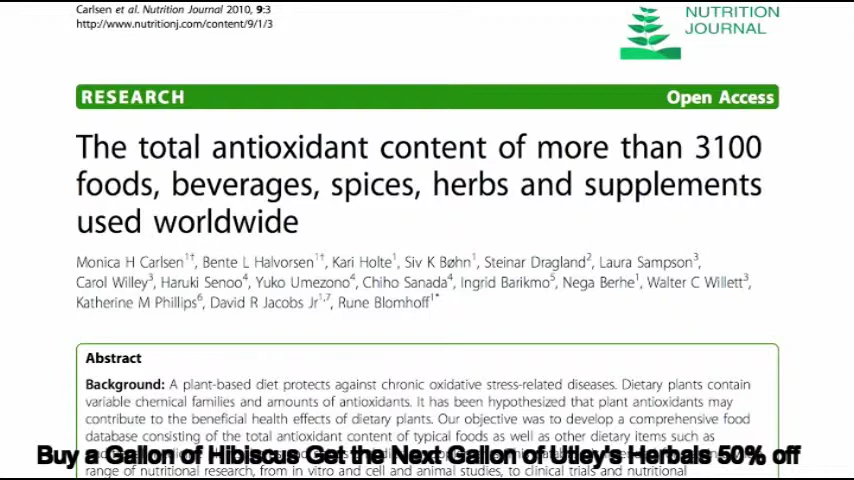 Carlsen et al. Nutrition Journal 2010, 9:3
http://www.nutritionj.com/content/9/1/3
NUTRITION
JOURNAL
RESEARCH
Open Access
The total antioxidant content of more than 3100
foods, beverages, spices, herbs and supplements
used worldwide
Monica H Carlsen1†, Bente L Halvorsen1†, Kari Holte1, Siv K Bøhn1, Steinar Dragland2, Laura Sampson3,
Carol Willey3, Haruki Senoo4, Yuko Umezono4, Chiho Sanada4, Ingrid Barikmo5, Nega Berhe1, Walter C Willett3,
Katherine M Phillips6, David R Jacobs Jr1,7, Rune Blomhoff1*
Abstract
Background: A plant-based diet protects against chronic oxidative stress-related diseases. Dietary plants contain
variable chemical families and amounts of antioxidants. It has been hypothesized that plant antioxidants may
contribute to the beneficial health effects of dietary plants. Our objective was to develop a comprehensive food
database consisting of the total antioxidant content of typical foods as well as other dietary items such as
Buy a Gallon of Hibiscus Get the Next Gallon of Utley's Herbals 50% off
range of nutritional research, from in vitro and cell and animal studies, to clinical trials and nutritional